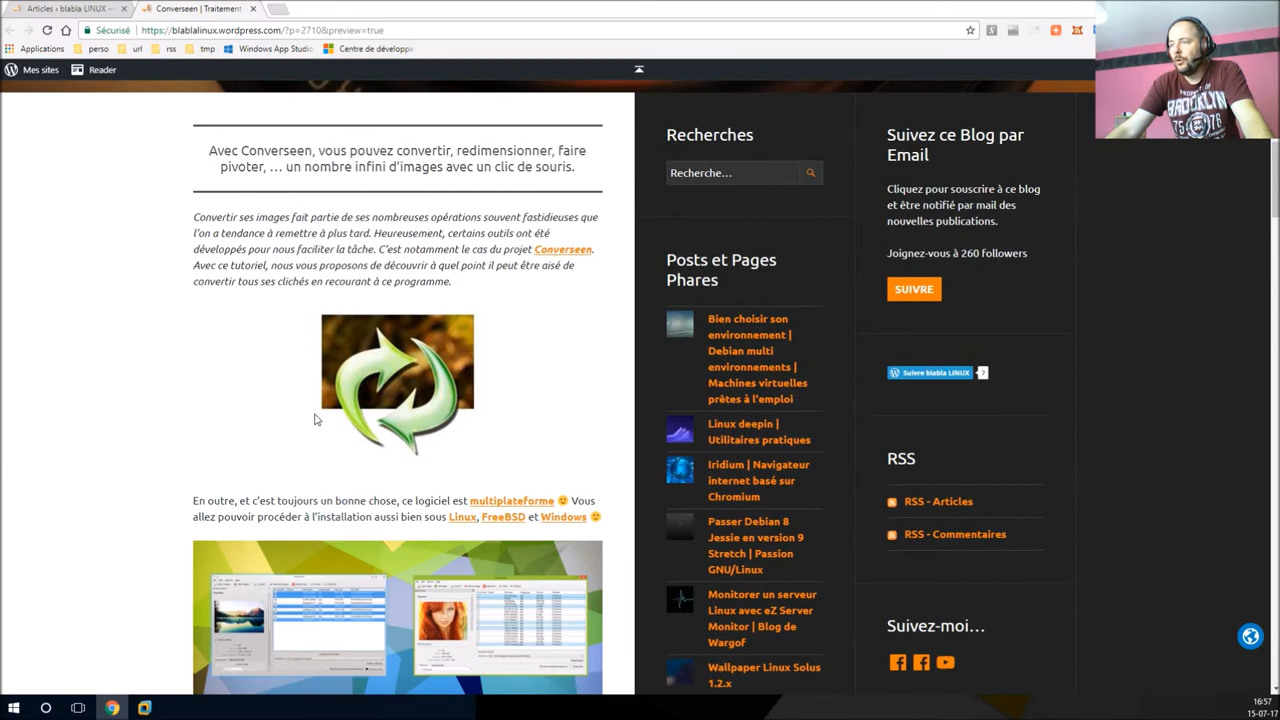 Articles ‹ blabla LINUX —
Converseen | Traitement
Sécurisé
https://blablalinux.wordpress.com/?p=2710&preview=true
Applications
perso
url
rss
tmp
Windows App Studio
Centre de dévelope
Mes sites
Reader
PROPERTY OF
BROOKLYN
75 76
Avec Converseen, vous pouvez convertir, redimensionner, faire
pivoter, … un nombre infini d’images avec un clic de souris.
Convertir ses images fait partie de ses nombreuses opérations souvent fastidieuses que
l’on a tendance à remettre à plus tard. Heureusement, certains outils ont été
développés pour nous faciliter la tâche. C’est notamment le cas du projet Converseen.
Avec ce tutoriel, nous vous proposons de découvrir à quel point il peut être aisé de
convertir tous ses clichés en recourant à ce programme.
En outre, et c’est toujours un bonne chose, ce logiciel est multiplateforme 🙂 Vous
allez pouvoir procéder à l’installation aussi bien sous Linux, FreeBSD et Windows 🙂
Recherches
Recherche…
Posts et Pages
Phares
Bien choisir son
environnement |
Debian multi
environnements |
Machines virtuelles
prêtes à l'emploi
Linux deepin |
Utilitaires pratiques
Iridium | Navigateur
internet basé sur
Chromium
Passer Debian 8
Jessie en version 9
Stretch | Passion
GNU/Linux
Monitorer un serveur
Linux avec eZ Server
Monitor | Blog de
Wargof
Wallpaper Linux Solus
1.2.x
Suivez ce Blog par
Email
Cliquez pour souscrire à ce blog
et être notifié par mail des
nouvelles publications.
Joignez-vous à 260 followers
SUIVRE
Suivre blabla LINUX
7
RSS
RSS - Articles
RSS - Commentaires
Suivez-moi…
16:57
15-07-17